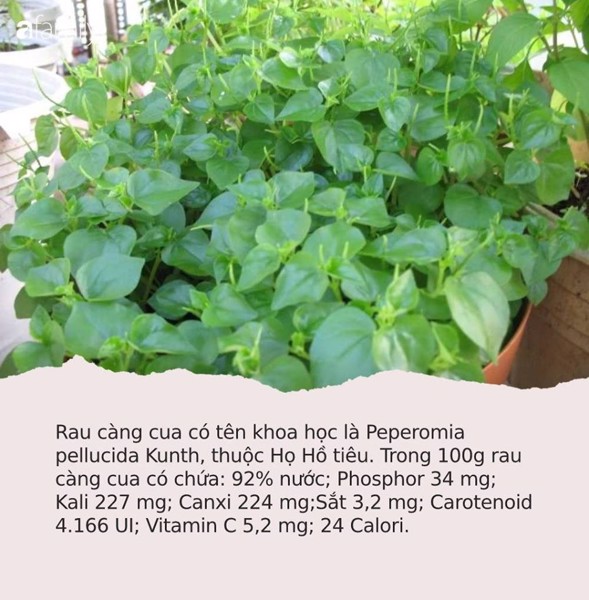 Rau càng cua có tên khoa học là Peperomia
pellucida Kunth, thuộc Họ Hồ tiêu. Trong 100g rau
càng cua có chứa: 92% nước; Phosphor 34 mg;
Kali 227 mg; Canxi 224 mg;Sắt 3,2 mg; Carotenoid
4.166 UI; Vitamin C 5,2 mg; 24 Calori.